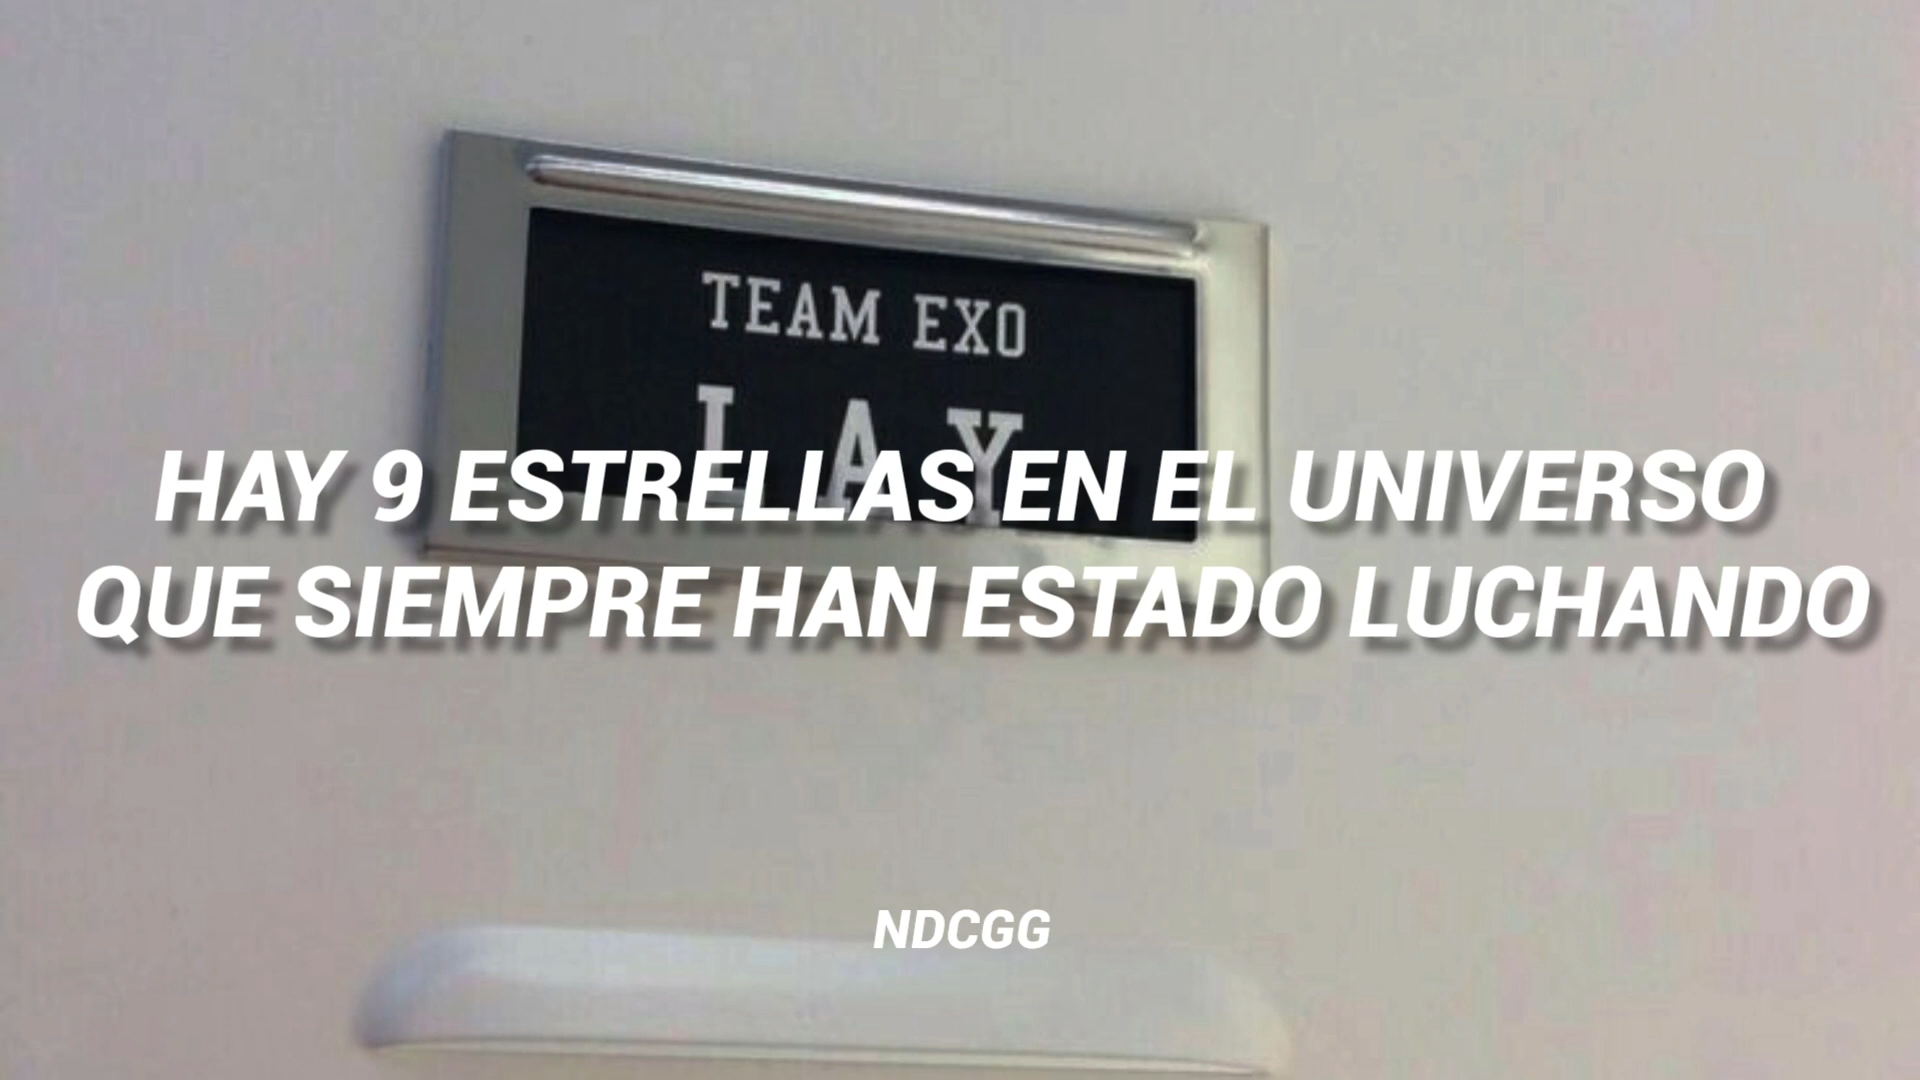 TEAM EXO
LAY
HAY 9 ESTRELLAS EN EL UNIVERSO
QUE SIEMPRE HAN ESTADO LUCHANDO
NDCGG